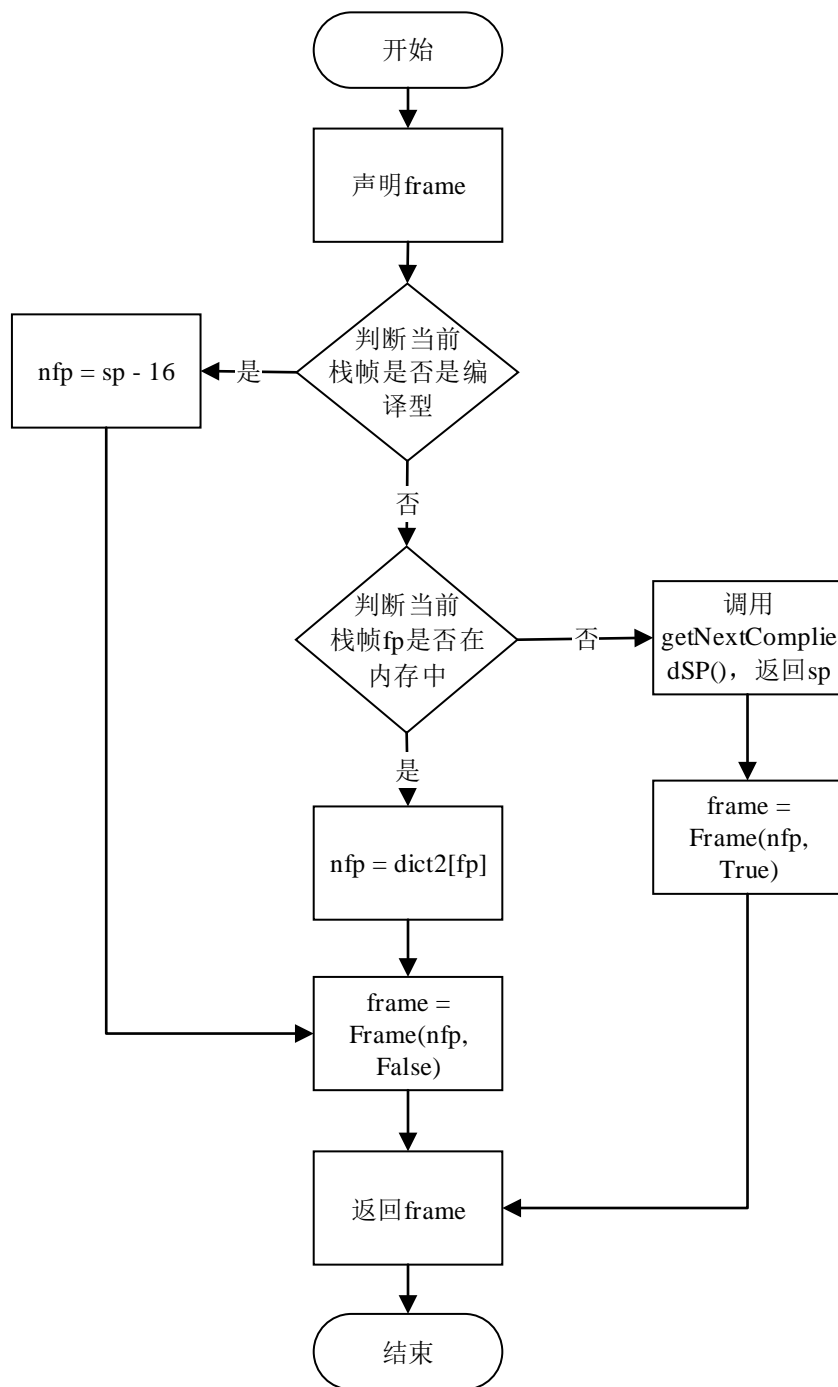 开始
声明frame
判断当前
栈帧是否是编
译型
是
nfp = sp - 16
否
判断当前
栈帧fp是否在
内存中
否
调用
getNextComplie
dSP()，返回sp
是
nfp = dict2[fp]
frame =
Frame(nfp,
True)
frame =
Frame(nfp,
False)
返回frame
结束